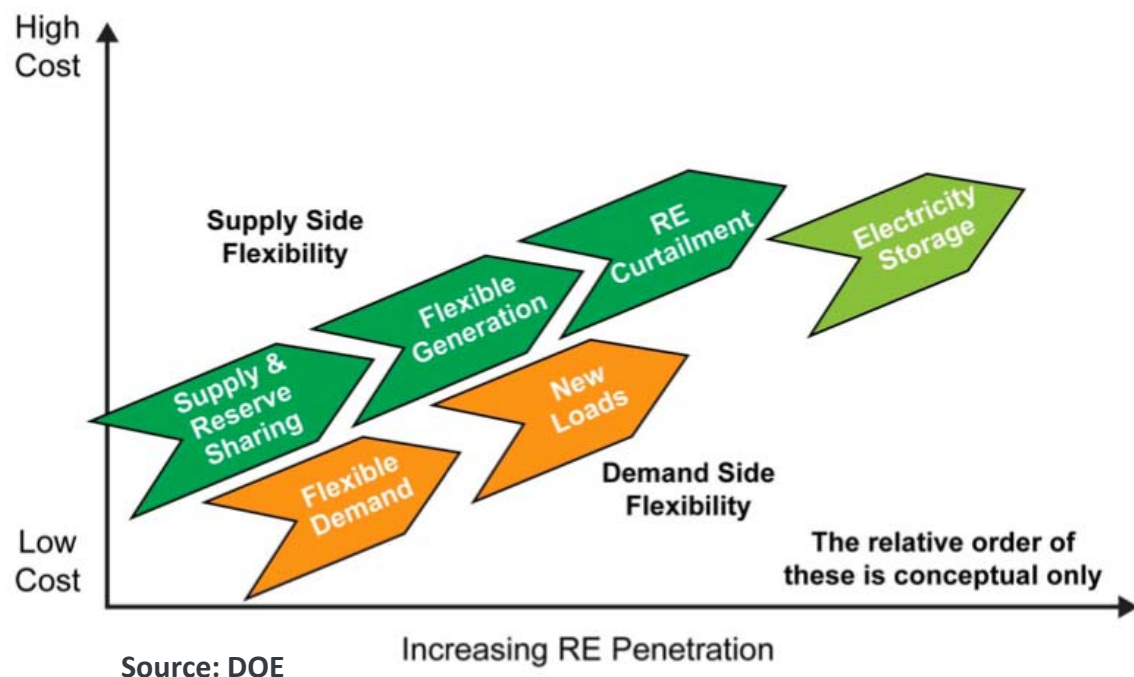 High
Cost
Supply Side
Flexibility
RE
Curtailment
Electricity
Storage
Flexible
Generation
Supply &
Reserve
Sharing
New
Loads
Flexible
Demand
Demand Side
Flexibility
Low
Cost
The relative order of
these is conceptual only
Increasing RE Penetration
Source: DOE